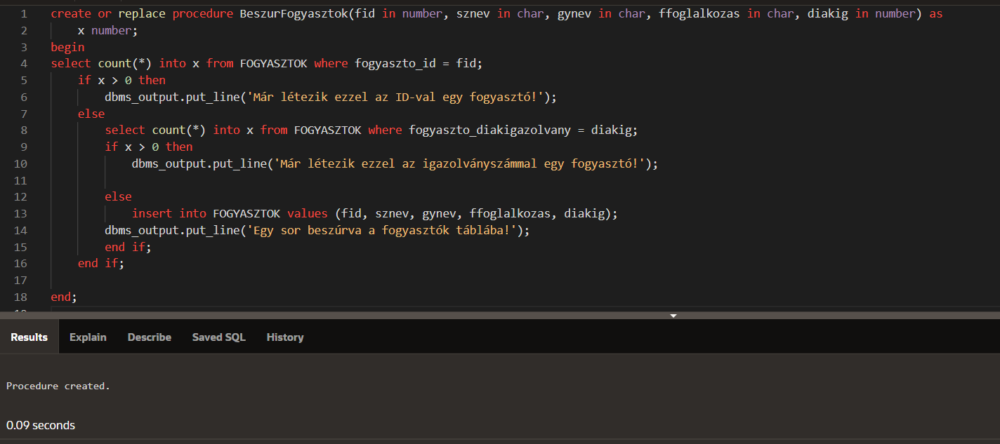 1 create or replace procedure BeszurFogyasztok(fid in number, sznev in char, gynev in char, ffoglalkozas in char, diakig in number) as
2 x number;
3 begin
4 select count(*) into x from FOGYASZTOK where fogyaszto_id = fid;
5 if x > 0 then
6 dbms_output.put_line('Már létezik ezzel az ID-val egy fogyasztó!');
7 else
8 select count(*) into x from FOGYASZTOK where fogyaszto_diakigazolvany = diakig;
9 if x > 0 then
10 dbms_output.put_line('Már létezik ezzel az igazolványszámmal egy fogyasztó!');
11
12 else
13 insert into FOGYASZTOK values (fid, sznev, gynev, ffoglalkozas, diakig);
14 dbms_output.put_line('Egy sor beszúrva a fogyasztók táblába!');
15 end if;
16 end if;
17
18 end;
Results Explain Describe Saved SQL History
Procedure created.
0.09 seconds